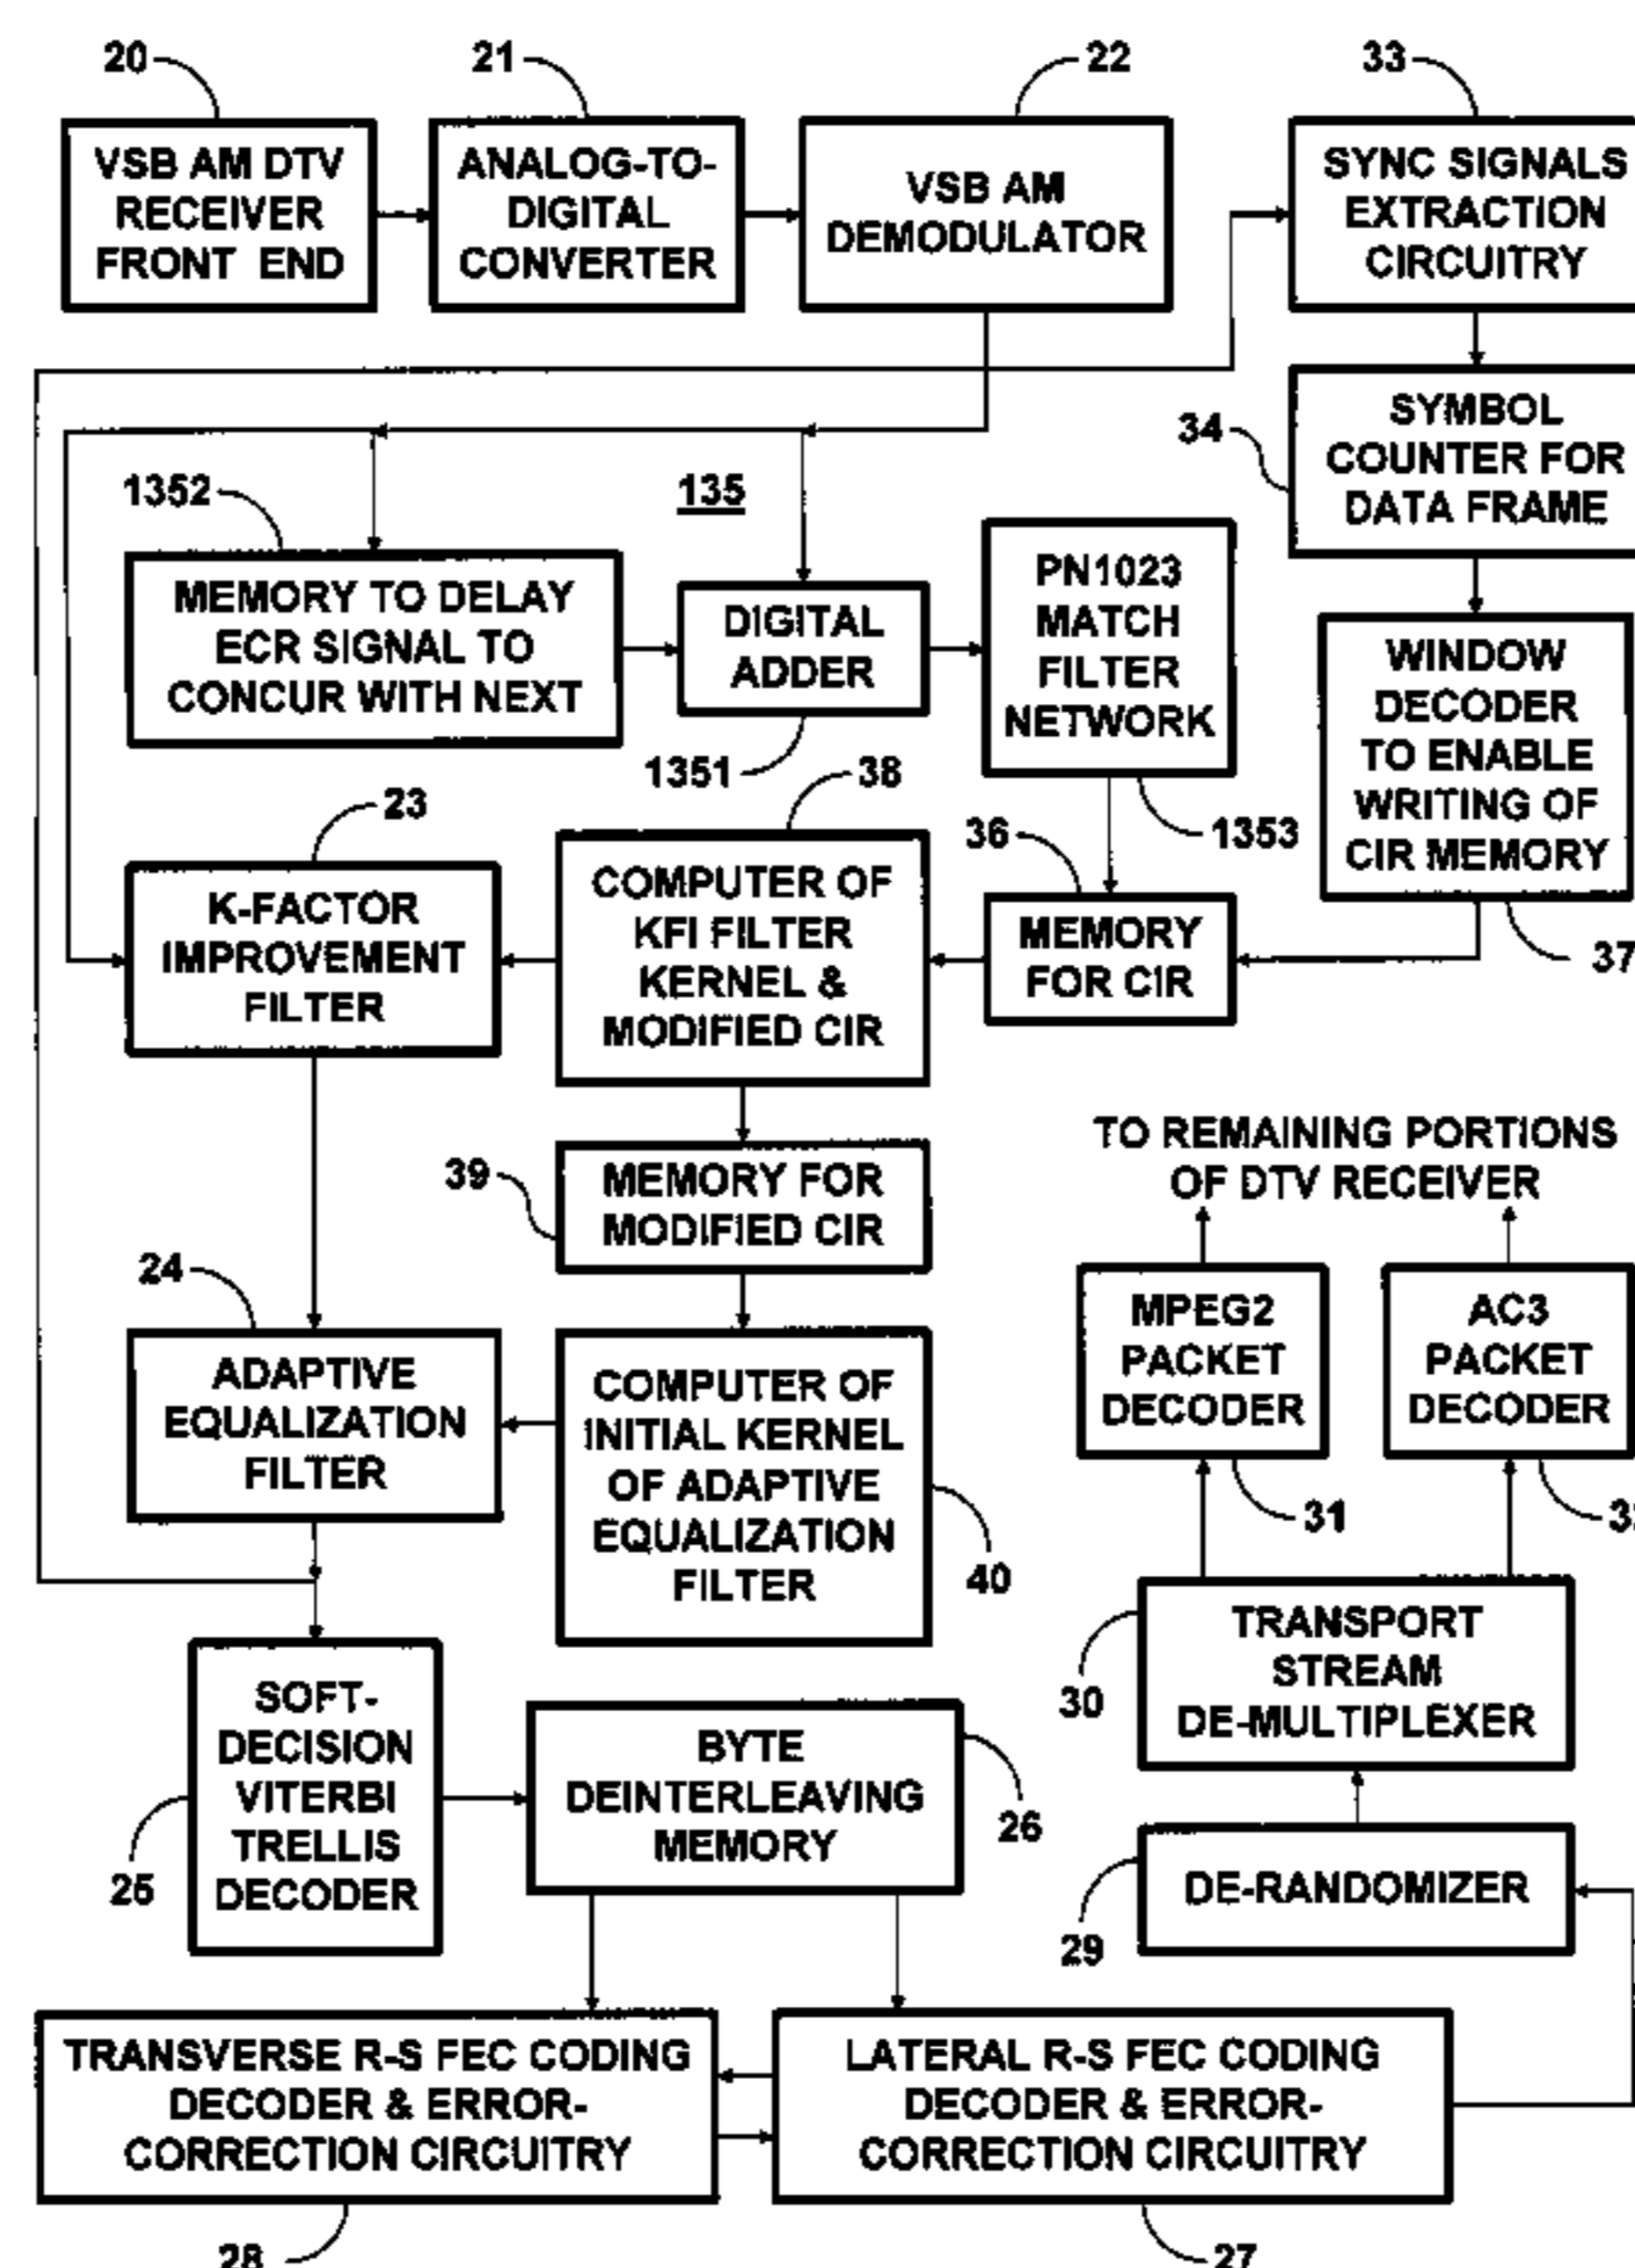 20
21
22
33
VSB AM DTV
RECEIVER
FRONT END
ANALOG-TO-
DIGITAL
CONVERTER
VSB AM
DEMODULATOR
SYNC SIGNALS
EXTRACTION
CIRCUITRY
34
SYMBOL
COUNTER FOR
DATA FRAME
1352
135
MEMORY TO DELAY
ECR SIGNAL TO
CONCUR WITH NEXT
DIGITAL
ADDER
1351
PN1023
MATCH
FILTER
NETWORK
1353
WINDOW
DECODER
TO ENABLE
WRITING OF
CIR MEMORY
37
23
K-FACTOR
IMPROVEMENT
FILTER
38
COMPUTER OF
KFI FILTER
KERNEL &
MODIFIED CIR
36
MEMORY
FOR CIR
39
MEMORY FOR
MODIFIED CIR
TO REMAINING PORTIONS
OF DTV RECEIVER
24
ADAPTIVE
EQUALIZATION
FILTER
COMPUTER OF
INITIAL KERNEL
OF ADAPTIVE
EQUALIZATION
FILTER
40
MPEG2
PACKET
DECODER
31
AC3
PACKET
DECODER
30
TRANSPORT
STREAM
DE-MULTIPLEXER
SOFT-
DECISION
VITERBI
TRELLIS
DECODER
25
BYTE
DEINTERLEAVING
MEMORY
26
DE-RANDOMIZER
29
TRANSVERSE R-S FEC CODING
DECODER & ERROR-
CORRECTION CIRCUITRY
28
LATERAL R-S FEC CODING
DECODER & ERROR-
CORRECTION CIRCUITRY
27